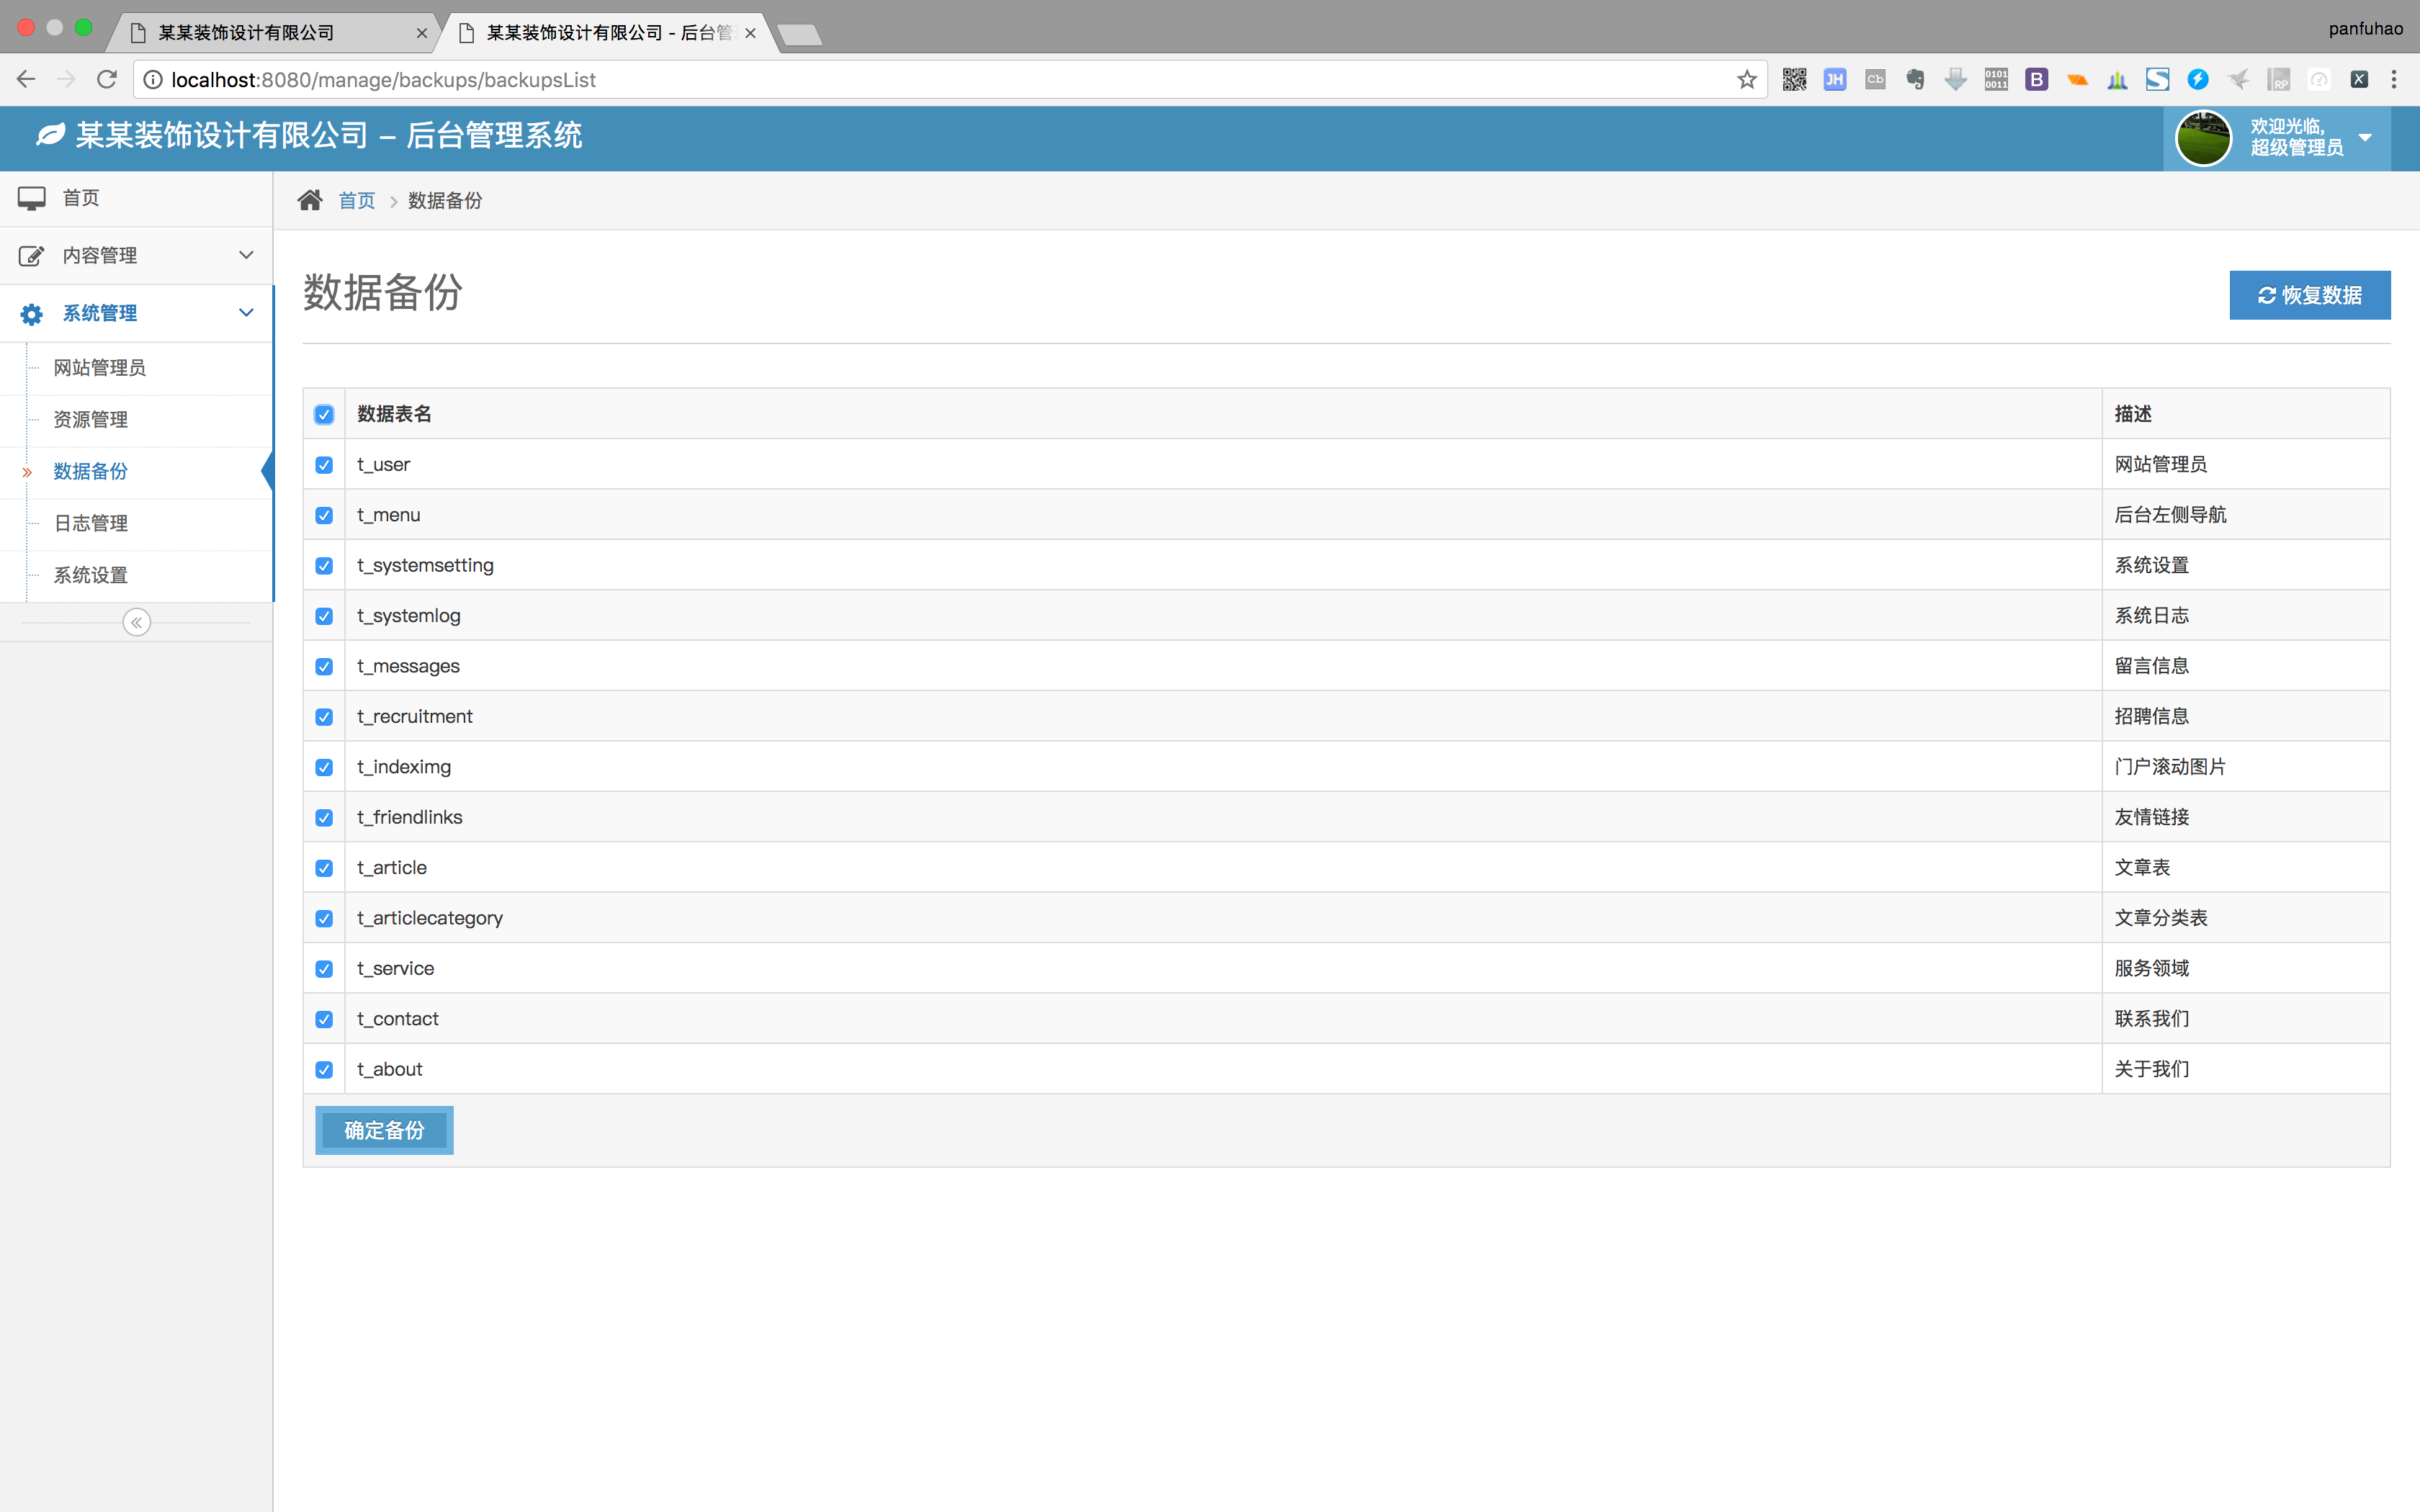 某某装饰设计有限公司
某某装饰设计有限公司 - 后台管
panfuhao
localhost:8080/manage/backups/backupsList
JH
Cb
0101
0011
B
RP
X
某某装饰设计有限公司 – 后台管理系统
欢迎光临,
超级管理员
首页
内容管理
系统管理
网站管理员
资源管理
数据备份
日志管理
系统设置
首页 数据备份
数据备份
恢复数据
数据表名 描述
t_user 网站管理员
t_menu 后台左侧导航
t_systemsetting 系统设置
t_systemlog 系统日志
t_messages 留言信息
t_recruitment 招聘信息
t_indeximg 门户滚动图片
t_friendlinks 友情链接
t_article 文章表
t_articlecategory 文章分类表
t_service 服务领域
t_contact 联系我们
t_about 关于我们
确定备份